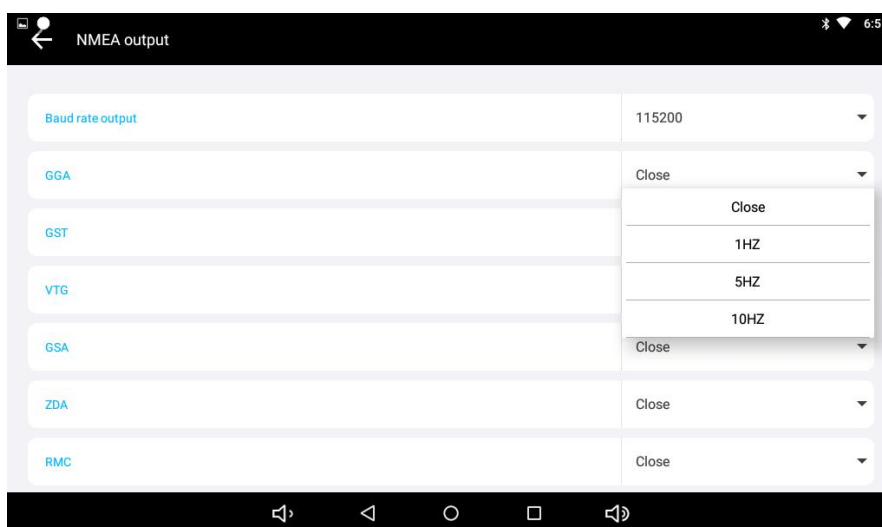 6:5
NMEA output
Baud rate output 115200
GGA Close
Close
GST
1HZ
VTG 5HZ
10HZ
GSA Close
ZDA Close
RMC Close